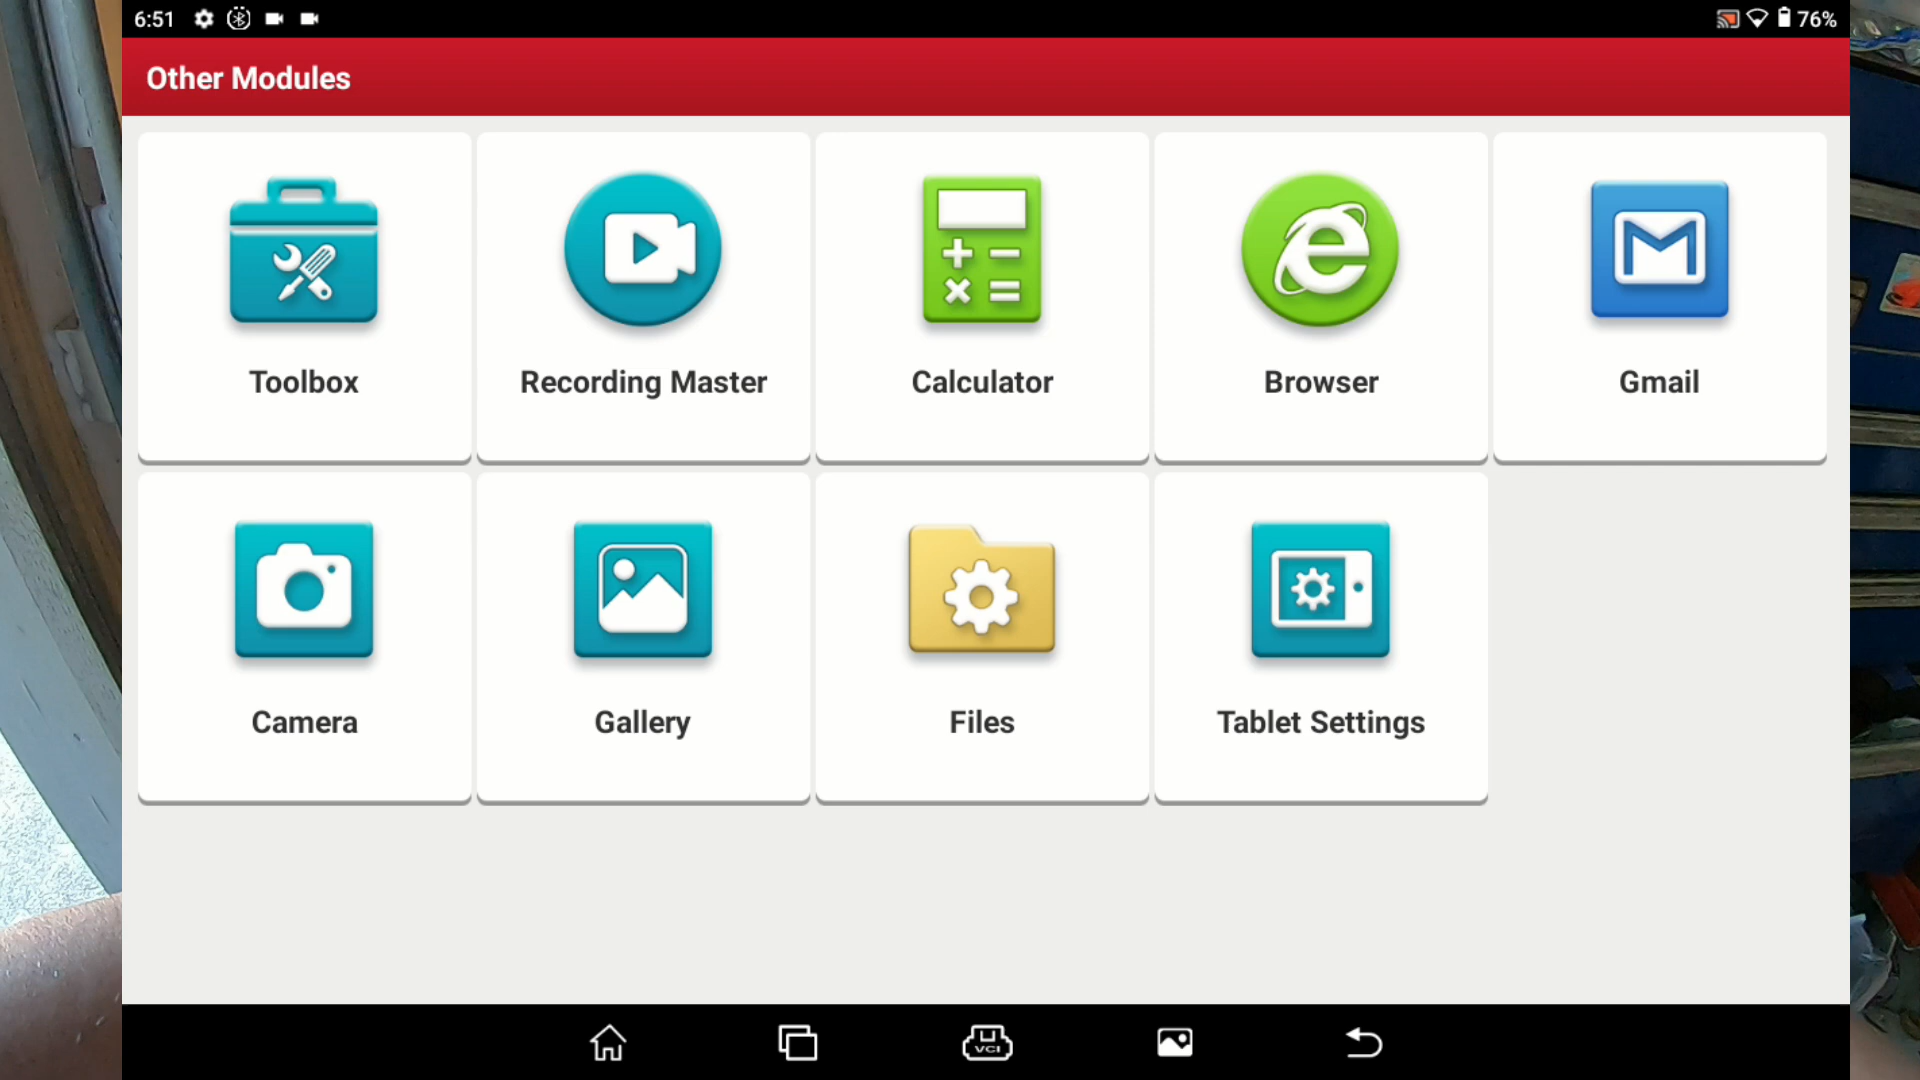 6:51
76%
Other Modules
Toolbox
Recording Master
Calculator
Browser
Gmail
Camera
Gallery
Files
Tablet Settings
VCI